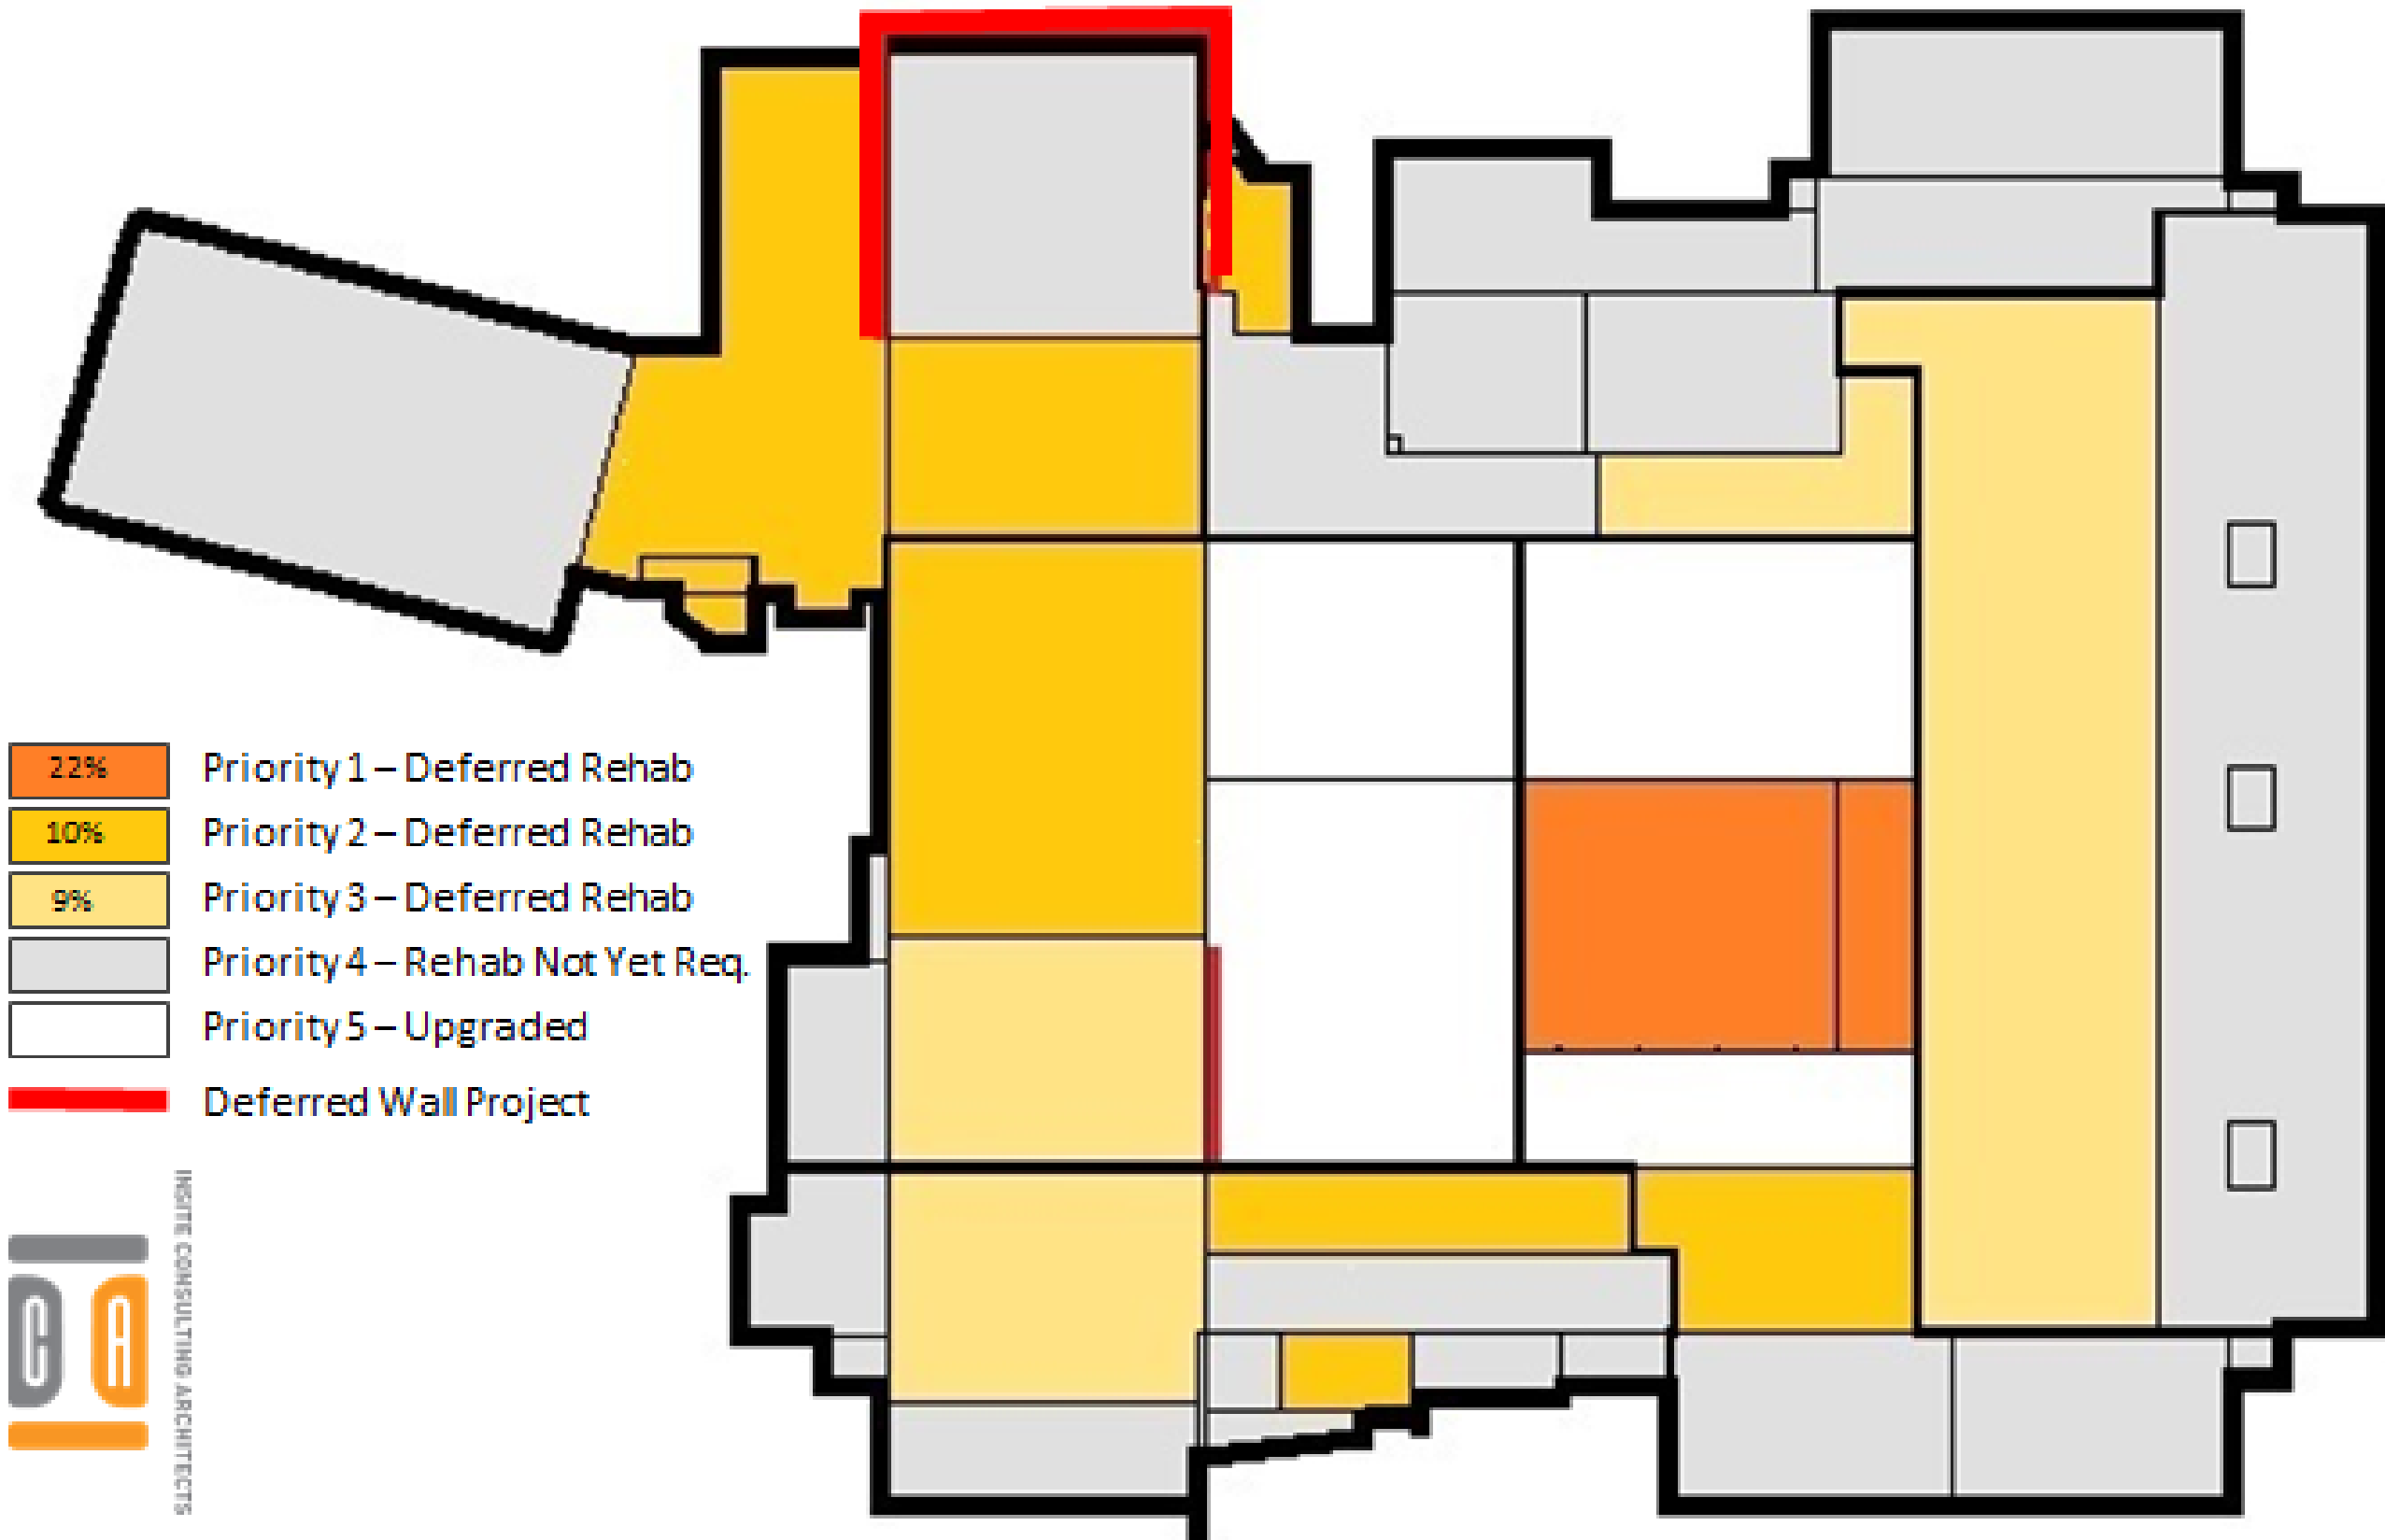 22% Priority 1 – Deferred Rehab
10% Priority 2 – Deferred Rehab
9% Priority 3 – Deferred Rehab
Priority 4 – Rehab Not Yet Req.
Priority 5 – Upgraded
Deferred Wall Project
INSITE CONSULTING ARCHITECTS